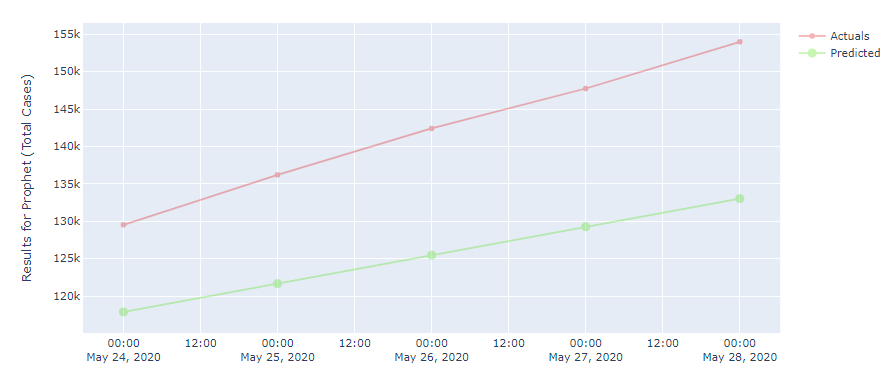 Results for Prophet (Total Cases)
155k
150k
145k
140k
135k
130k
125k
120k
00:00 12:00 00:00 12:00 00:00 12:00 00:00 12:00 00:00
May 24, 2020 May 25, 2020 May 26, 2020 May 27, 2020 May 28, 2020
Actuals
Predicted